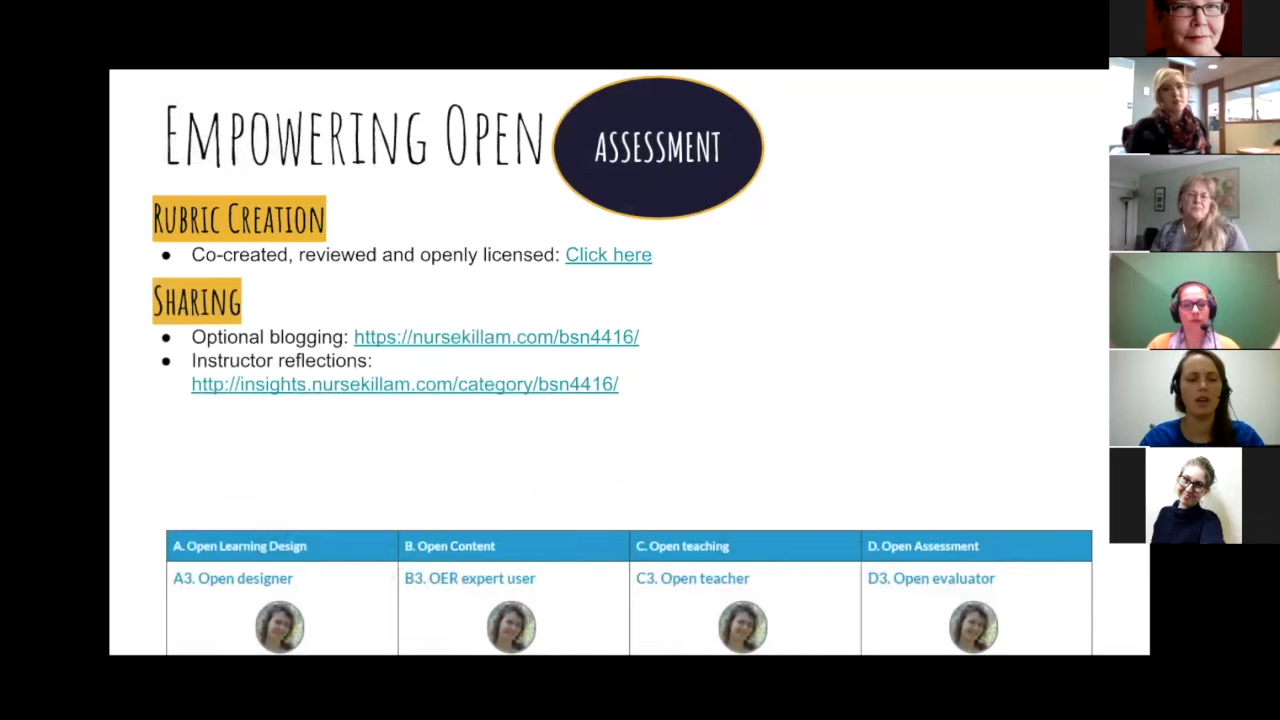 EMPOWERING OPEN ASSESSMENT
RUBRIC CREATION
● Co-created, reviewed and openly licensed: Click here
SHARING
● Optional blogging: https://nursekillam.com/bsn4416/
● Instructor reflections:
http://insights.nursekillam.com/category/bsn4416/
A. Open Learning Design B. Open Content C. Open teaching D. Open Assessment
A3. Open designer B3. OER expert user C3. Open teacher D3. Open evaluator